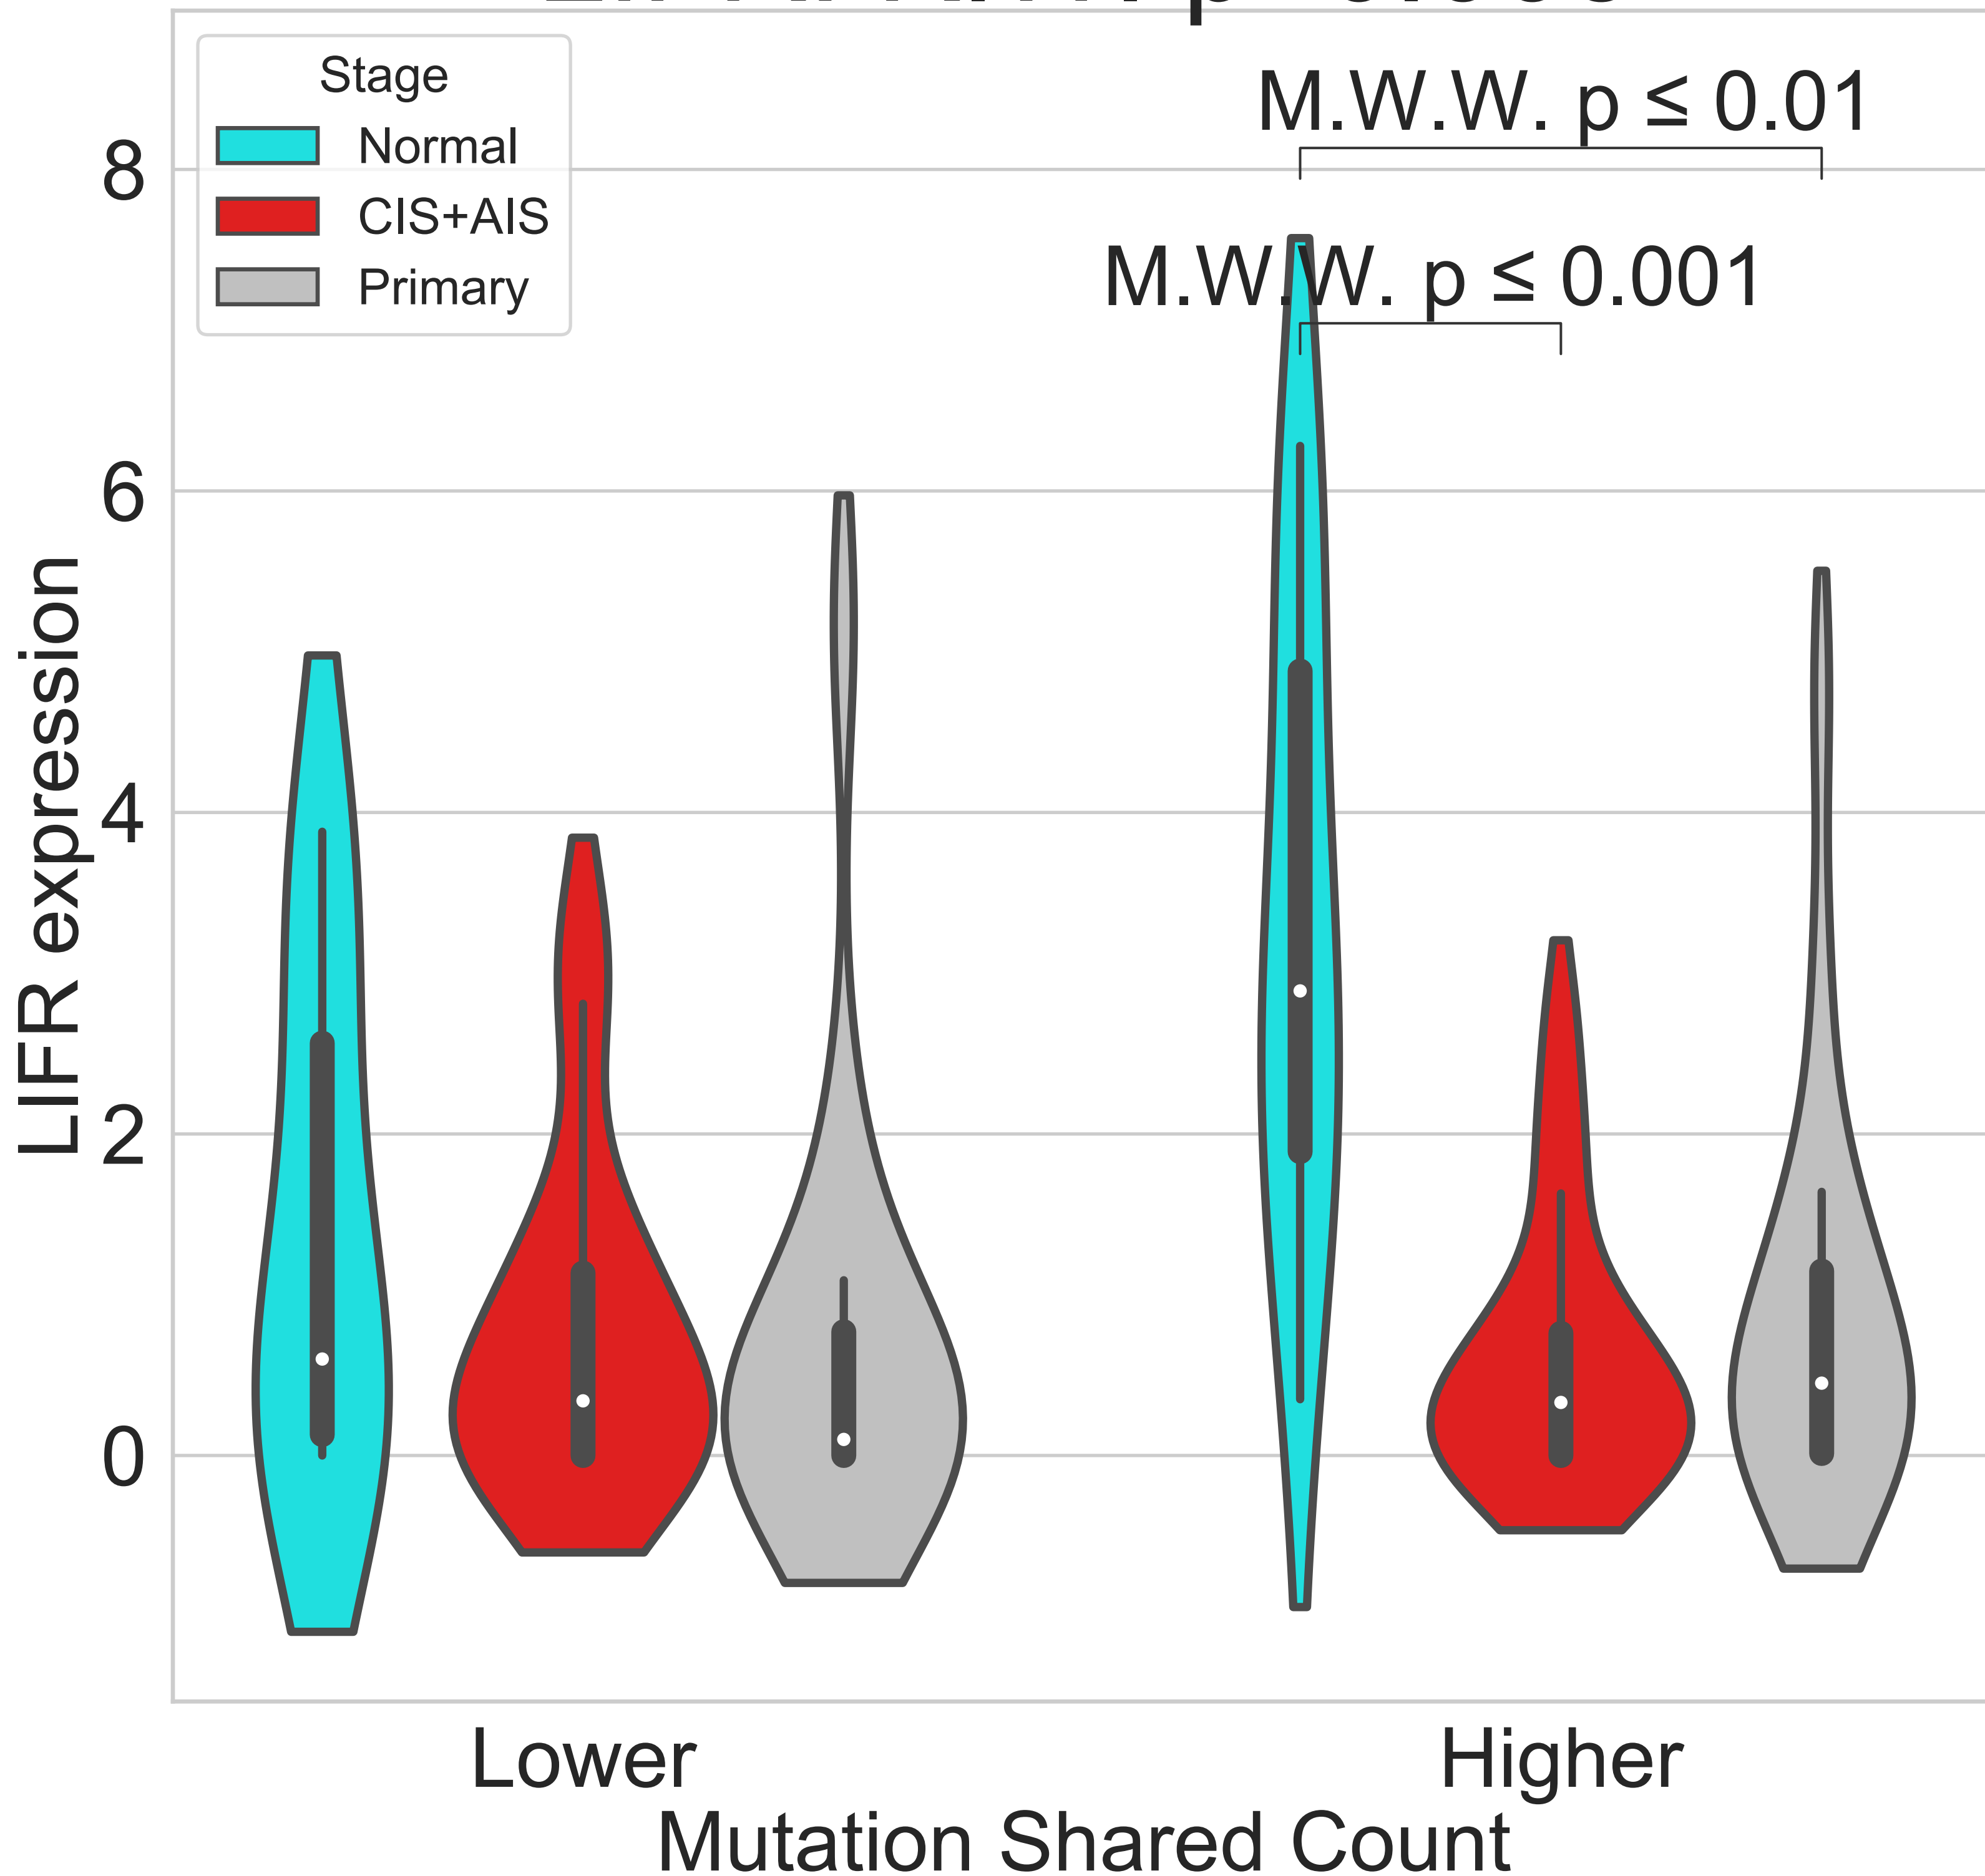 Stage
Normal
CIS+AIS
Primary
M.W.W. p ≤ 0.01
M.W.W. p ≤ 0.001
8
6
4
2
0
LIFR expression
Lower
Higher
Mutation Shared Count